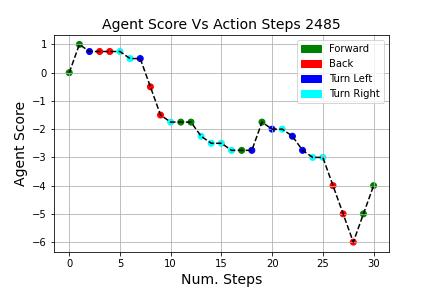 Agent Score Vs Action Steps 2485
Forward
Back
Turn Left
Turn Right
Agent Score
1
0
−1
−2
−3
−4
−5
−6
0 5 10 15 20 25 30
Num. Steps